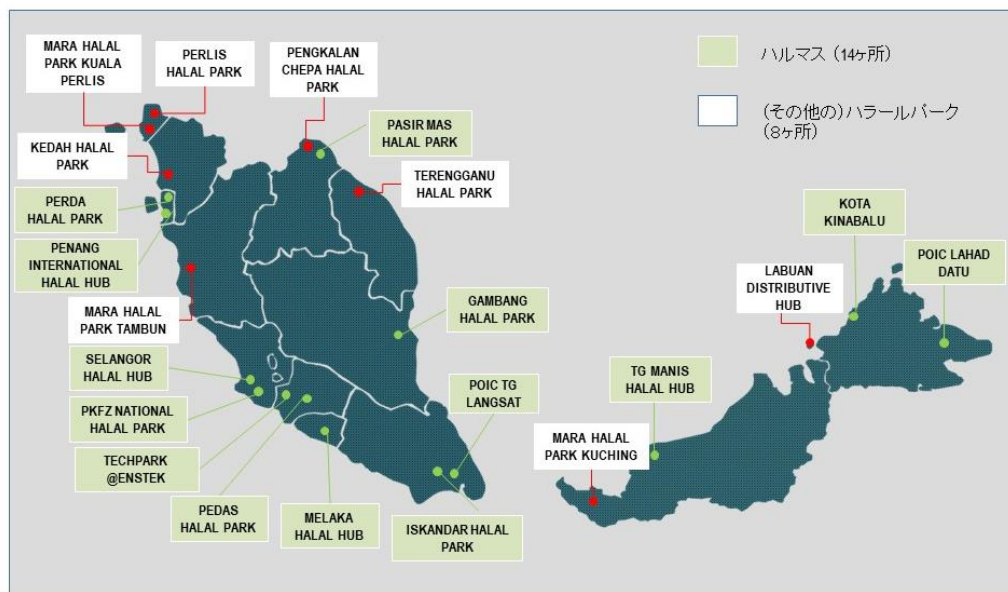 MARA HALAL
PARK KUALA
PERLIS
PERLIS
HALAL PARK
PENGKALAN
CHEPA HALAL
PARK
ハルマス (14ヶ所)
(その他の)ハラールパーク
(8ヶ所)
PASIR MAS
HALAL PARK
KEDAH HALAL
PARK
TERENGGANU
HALAL PARK
PERDA
HALAL PARK
PENANG
INTERNATIONAL
HALAL HUB
MARA HALAL
PARK TAMBUN
GAMBANG
HALAL PARK
SELANGOR
HALAL HUB
PKFZ NATIONAL
HALAL PARK
TECHPARK
@ENSTEK
PEDAS
HALAL PARK
MELAKA
HALAL HUB
POIC TG
LANGSAT
ISKANDAR HALAL
PARK
KOTA
KINABALU
POIC LAHAD
DATU
LABUAN
DISTRIBUTIVE
HUB
TG MANIS
HALAL HUB
MARA HALAL
PARK KUCHING